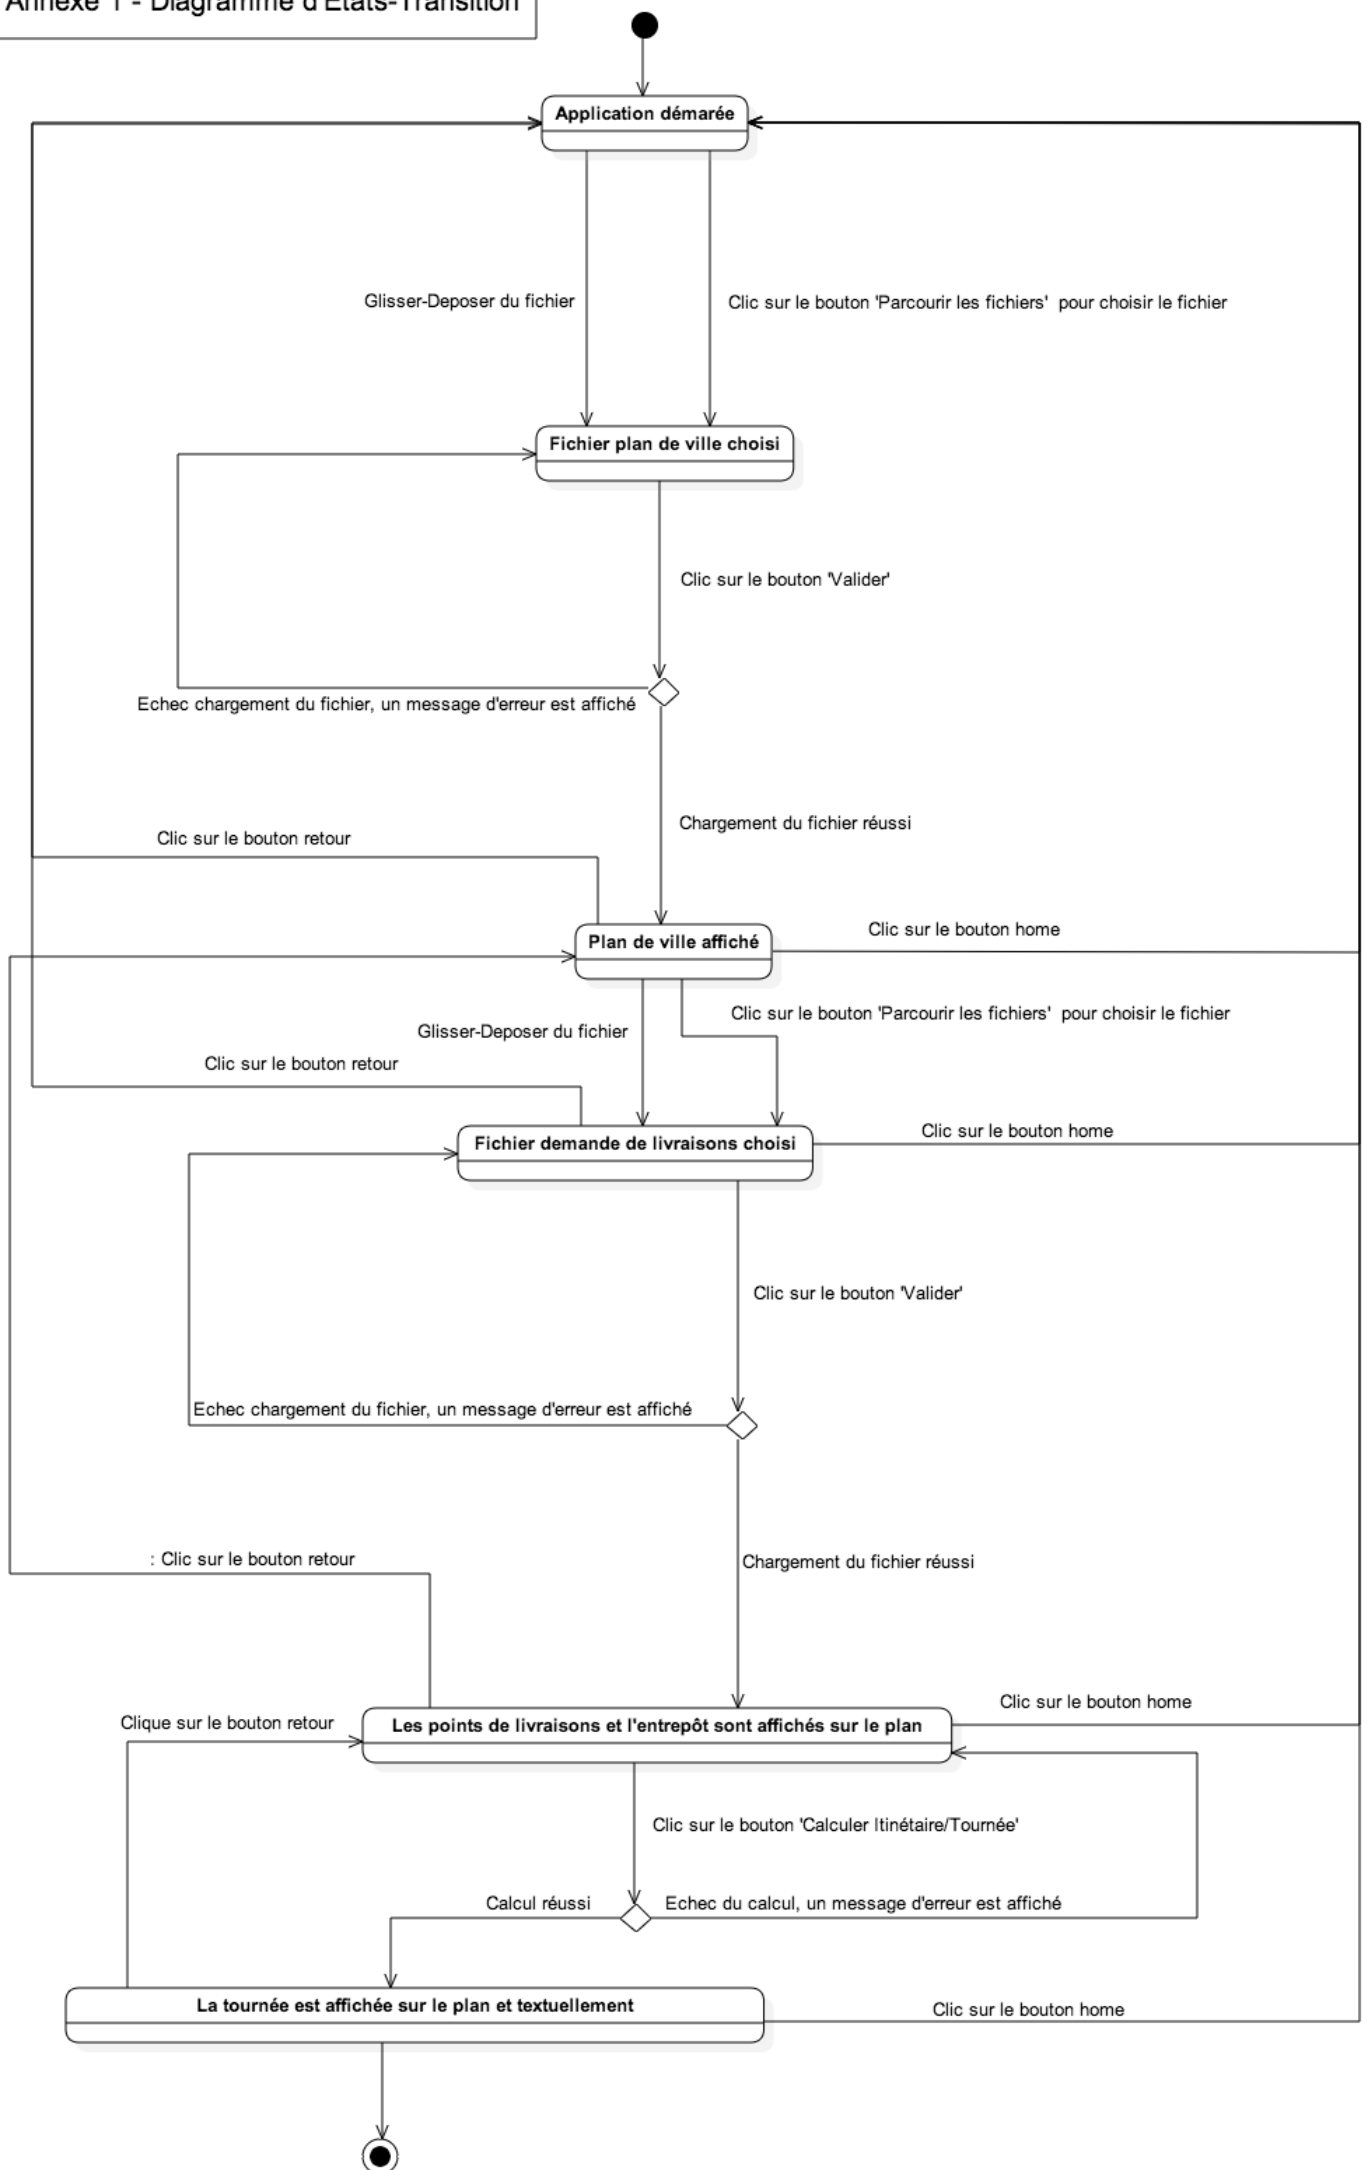 Annexe 1 - Diagramme d'Etats-Transition
Application démarée
Glisser-Deposer du fichier
Clic sur le bouton 'Parcourir les fichiers'  pour choisir le fichier
Fichier plan de ville choisi
Clic sur le bouton 'Valider'
Echec chargement du fichier, un message d'erreur est affiché
Chargement du fichier réussi
Clic sur le bouton retour
Clic sur le bouton home
Plan de ville affiché
Clic sur le bouton 'Parcourir les fichiers'  pour choisir le fichier
Glisser-Deposer du fichier
Clic sur le bouton retour
Clic sur le bouton home
Fichier demande de livraisons choisi
Clic sur le bouton 'Valider'
Echec chargement du fichier, un message d'erreur est affiché
: Clic sur le bouton retour
Chargement du fichier réussi
Clic sur le bouton home
Clique sur le bouton retour
Les points de livraisons et l'entrepôt sont affichés sur le plan
Clic sur le bouton 'Calculer Itinétaire/Tournée'
Calcul réussi
Echec du calcul, un message d'erreur est affiché
La tournée est affichée sur le plan et textuellement
Clic sur le bouton home